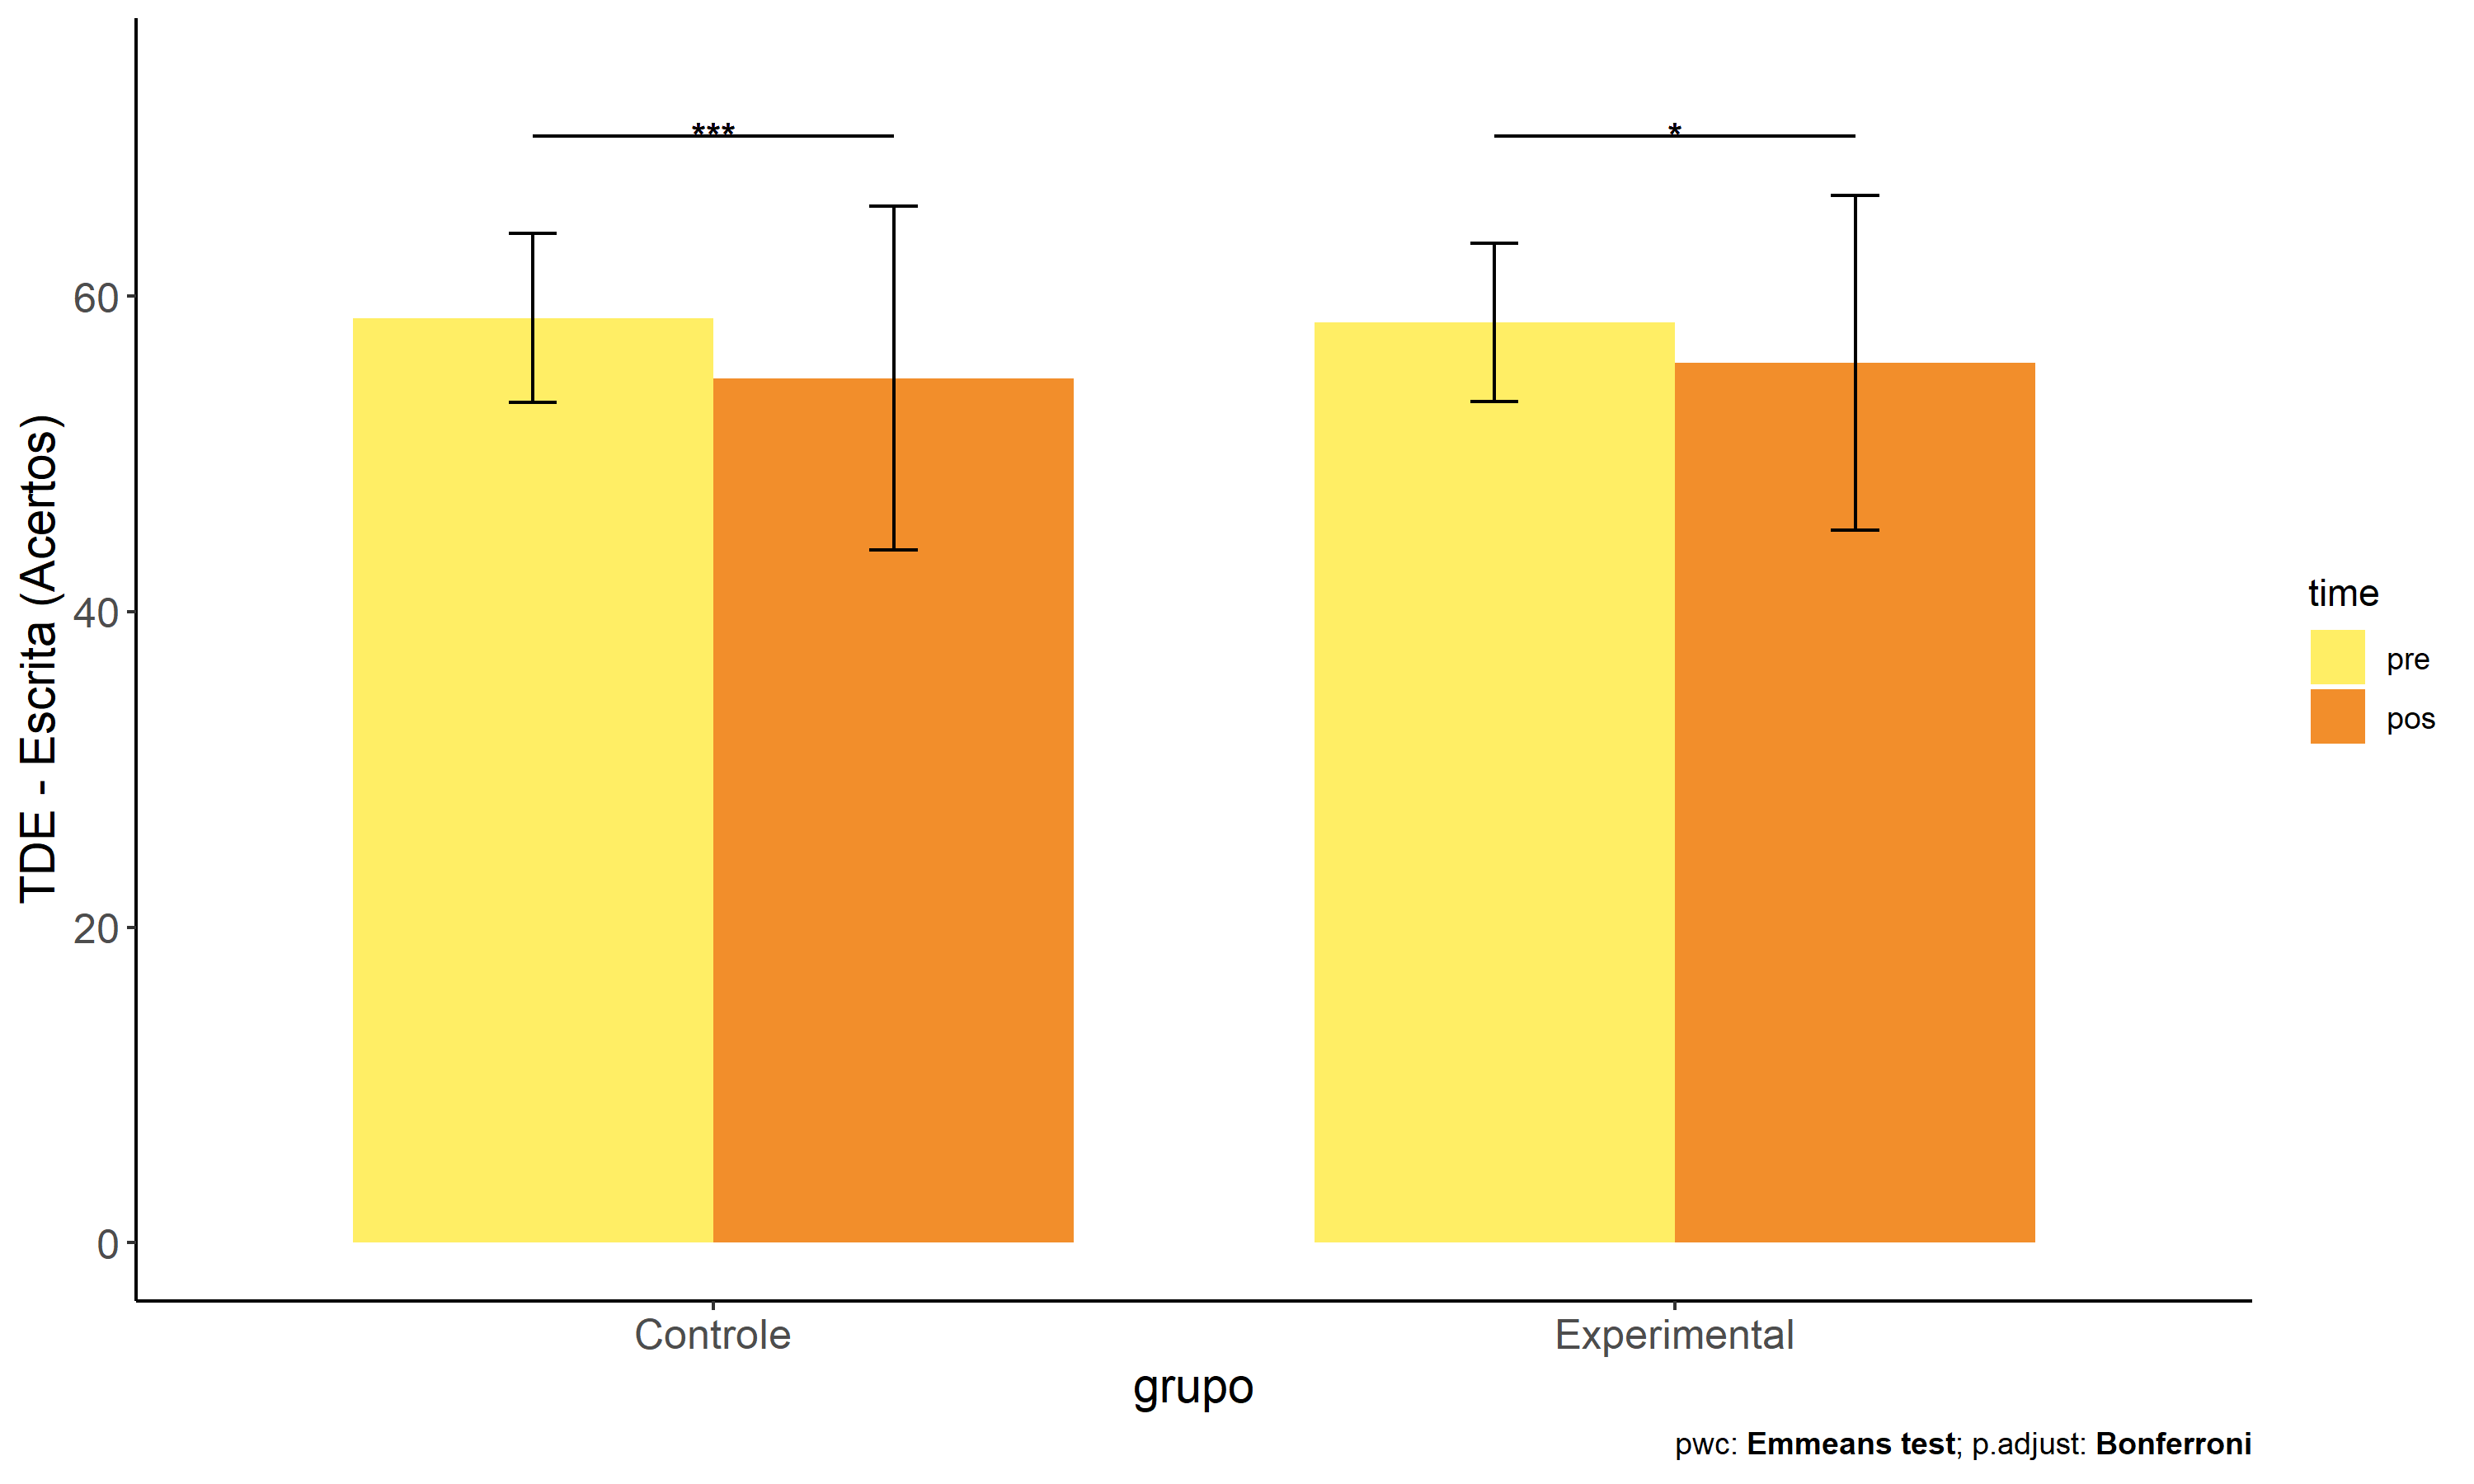 ***
*
60
40
20
0
TDE - Escrita (Acertos)
Controle
Experimental
grupo
time
pre
pos
pwc: Emmeans test; p.adjust: Bonferroni